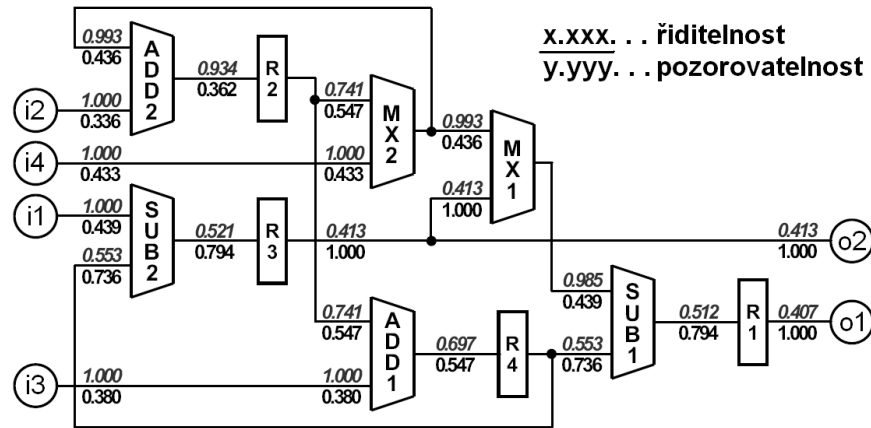 x.xxx. . . řiditelnost
y.yyy. . . pozorovatelnost
0.993
0.436
ADD2
0.934
0.362
R2
i2
1.000
0.336
0.741
0.547
MX2
0.993
0.436
MX1
i4
1.000
0.433
1.000
0.433
0.413
1.000
i1
1.000
0.439
SUB2
0.521
0.794
R3
0.413
1.000
0.413
1.000
o2
0.553
0.736
0.985
0.439
SUB1
0.512
0.794
R1
0.407
1.000
o1
0.741
0.547
ADD1
0.697
0.547
R4
0.553
0.736
i3
1.000
0.380
1.000
0.380